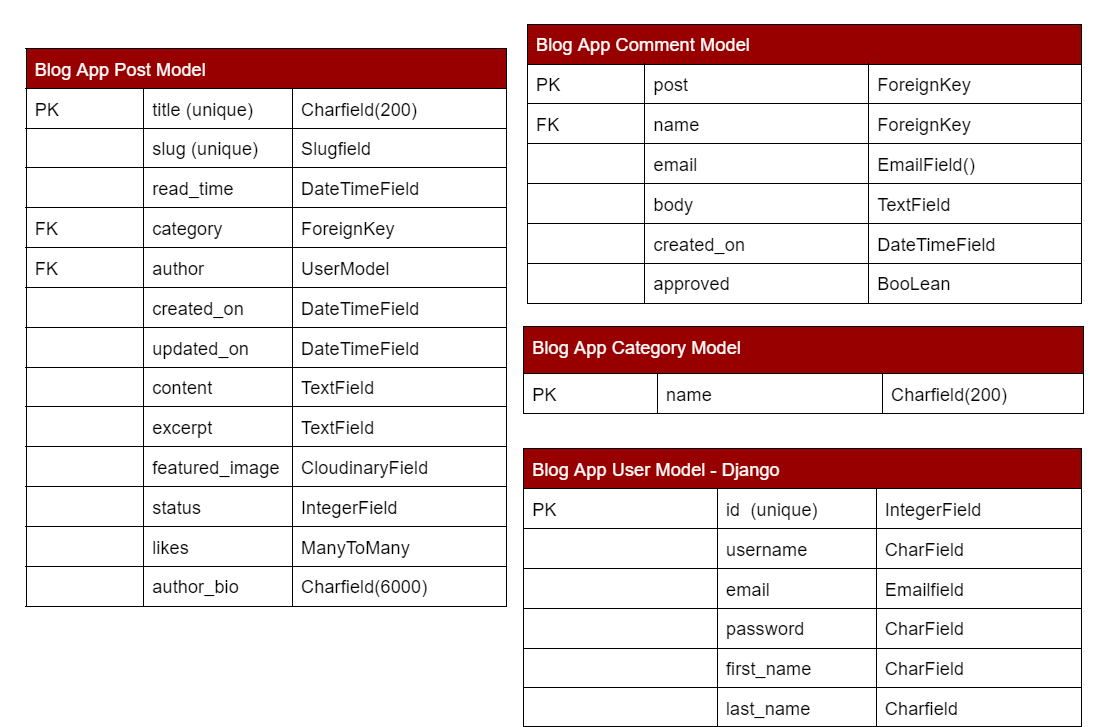 Blog App Post Model
PK title (unique) Charfield(200)
slug (unique) Slugfield
read_time DateTimeField
FK category ForeignKey
FK author UserModel
created_on DateTimeField
updated_on DateTimeField
content TextField
excerpt TextField
featured_image CloudinaryField
status IntegerField
likes ManyToMany
author_bio Charfield(6000)
Blog App Comment Model
PK post ForeignKey
FK name ForeignKey
email EmailField()
body TextField
created_on DateTimeField
approved BooLean
Blog App Category Model
PK name Charfield(200)
Blog App User Model - Django
PK id (unique) IntegerField
username CharField
email Emailfield
password CharField
first_name CharField
last_name Charfield